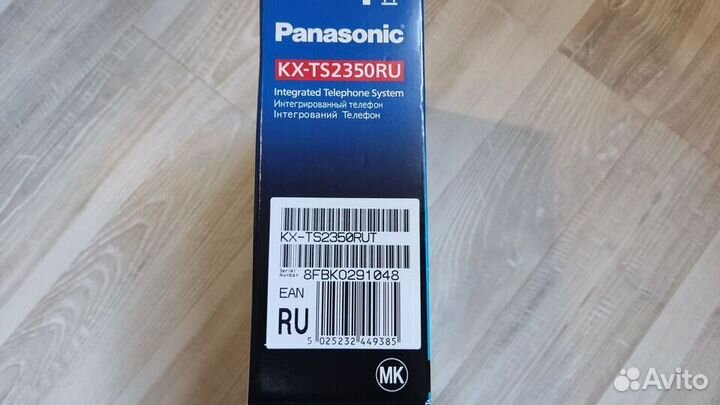 Panasonic
KX-TS2350RU
Integrated Telephone System
Интегрированный телефон
Інтегрований Телефон
KX-TS2350RUT
Serial
Number
8FBKO291048
EAN
RU
5 025232 449385
MK
Avito